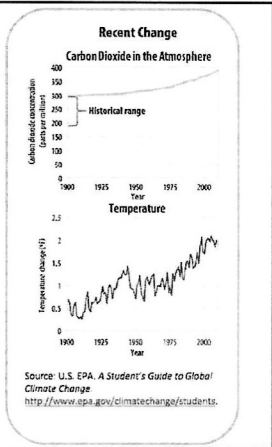 Recent Change
Carbon Dioxide in the Atmosphere
Carbon dioxide concentration
(parts per million)
400
350
300
250
200
150
100
50
0
Historical range
1900
1925
1950
1975
2000
Year
Temperature
Temperature change (°F)
2.5
2
1.5
1
0.5
0
1900
1925
1950
1975
2000
Year
Source: U.S. EPA. A Student's Guide to Global
Climate Change.
http://www.epa.gov/climatechange/students.